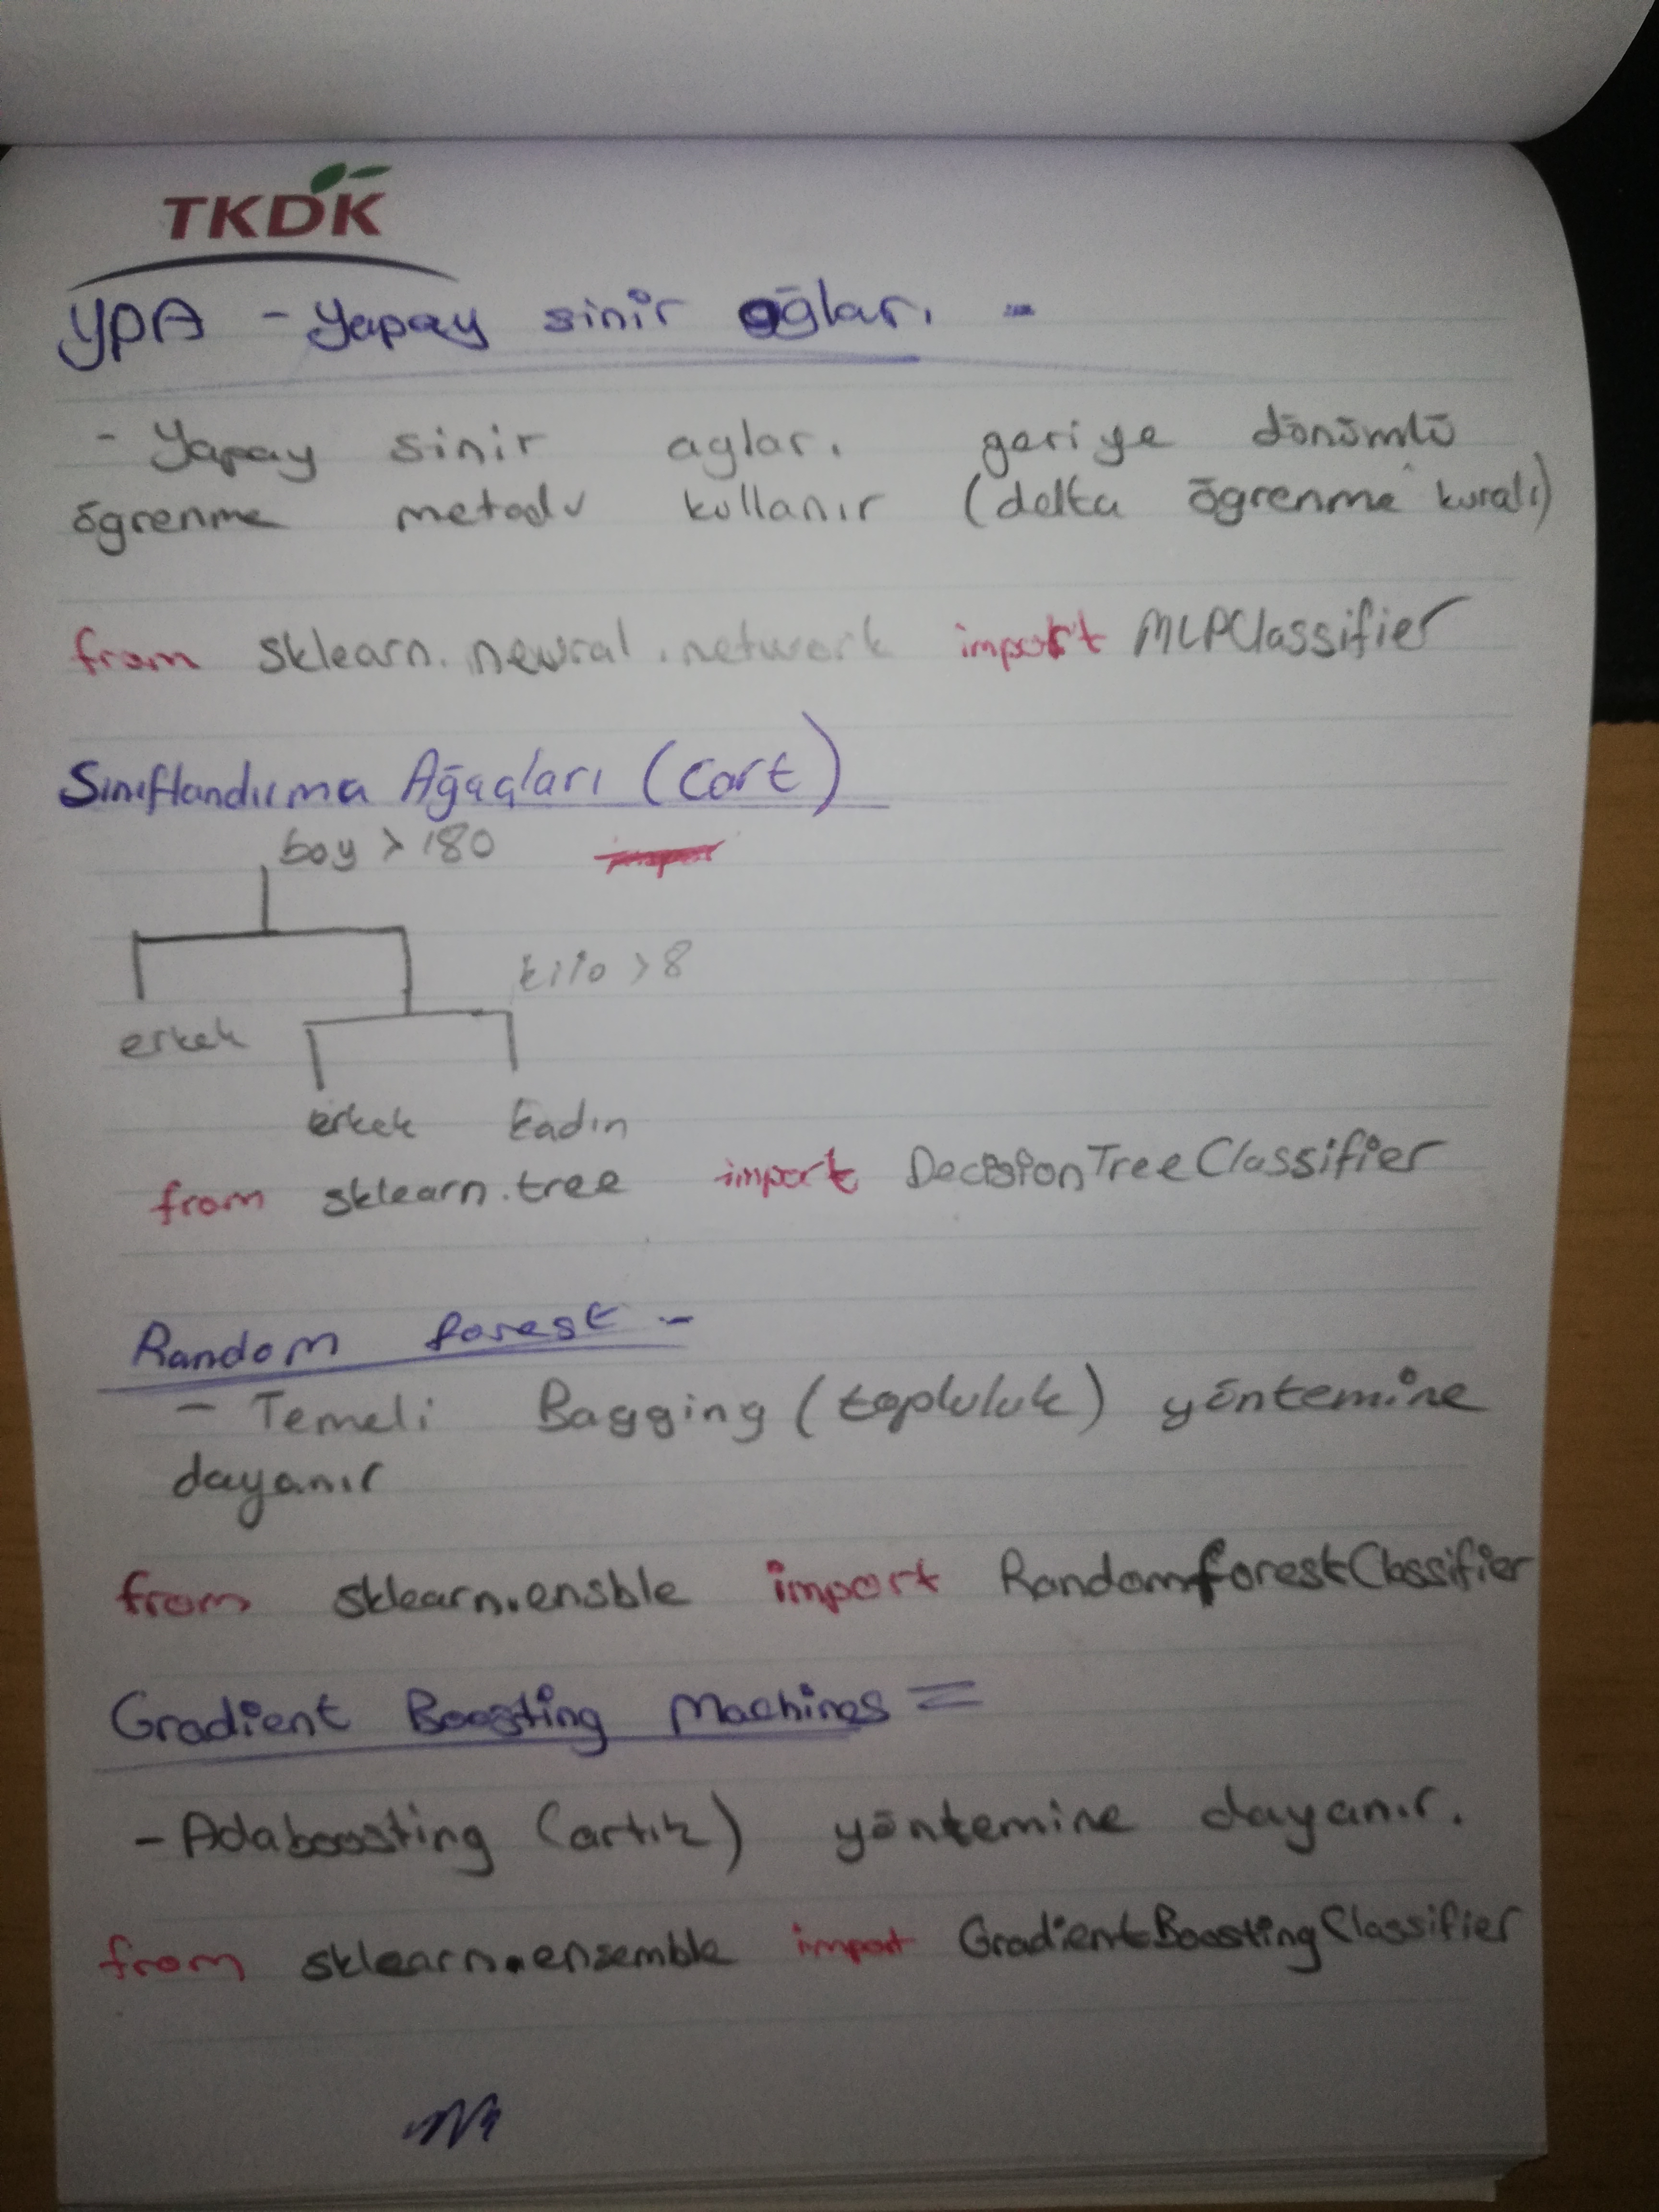 TKDK
YPA - Yapay sinir ağları -
- Yapay sinir agları geriye dönümlü
ögrenme metodu kullanır (delta ögrenme kuralı)
from sklearn.neural.network import MLPClassifier
Sınıflandırma Ağaçları (Cart)
boy > 180
kilo > 8
erkek
erkek kadın
from sklearn.tree import DecisionTreeClassifier
Random forest -
- Temeli Bagging (topluluk) yöntemine
dayanır
from sklearn.ensble import RandomforestClassifier
Gradient Boosting Machines =
- Adaboosting (artık) yöntemine dayanır.
from sklearn.ensemble import GradientBoostingClassifier